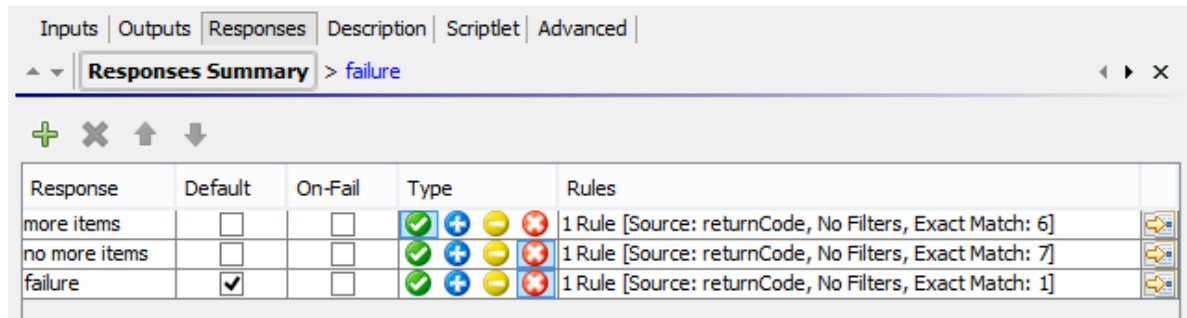 Inputs Outputs Responses Description Scriptlet Advanced
Responses Summary > failure
Response Default On-Fail Type Rules
more items 1 Rule [Source: returnCode, No Filters, Exact Match: 6]
no more items 1 Rule [Source: returnCode, No Filters, Exact Match: 7]
failure 1 Rule [Source: returnCode, No Filters, Exact Match: 1]